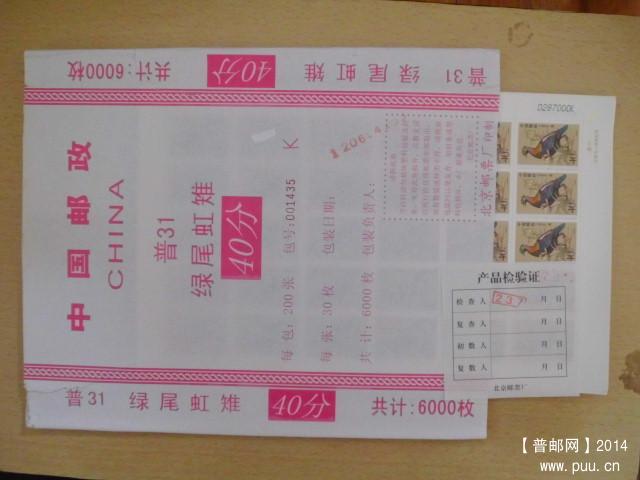 普31 绿尾虹雉 40分 共计:6000枚
中国邮政
CHINA
普31
绿尾虹雉
40分
每包:200张 包号:001435 K
每张:30枚 包装日期:
共计:6000枚 包装负责人:
北京邮票厂印制
普31 绿尾虹雉 40分 共计:6000枚
D287000K
产品检验证
检查人 237 月 日
复查人 月 日
初数人 月 日
复数人 月 日
北京邮票厂
【普邮网】2014
www.puu.cn